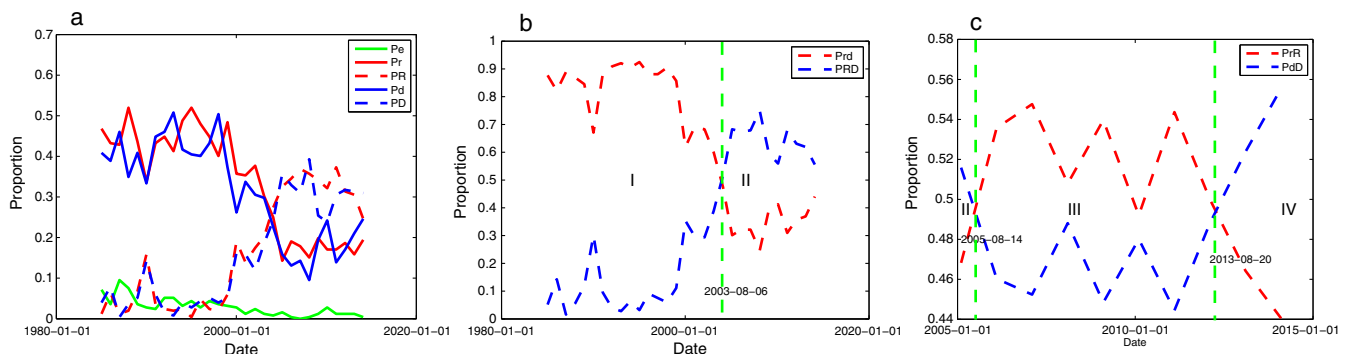 a
0.7
0.6
0.5
0.4
0.3
0.2
0.1
0
Proportion
1980−01−01
2000−01−01
2020−01−01
Date
Pe
Pr
PR
Pd
PD
b
1
0.9
0.8
0.7
0.6
0.5
0.4
0.3
0.2
0.1
0
Proportion
1980−01−01
2000−01−01
2020−01−01
Date
Prd
PRD
I
II
2003−08−06
c
0.58
0.56
0.54
0.52
0.5
0.48
0.46
0.44
Proportion
2005−01−01
2010−01−01
2015−01−01
Date
PrR
PdD
II
III
IV
2005−08−14
2013−08−20